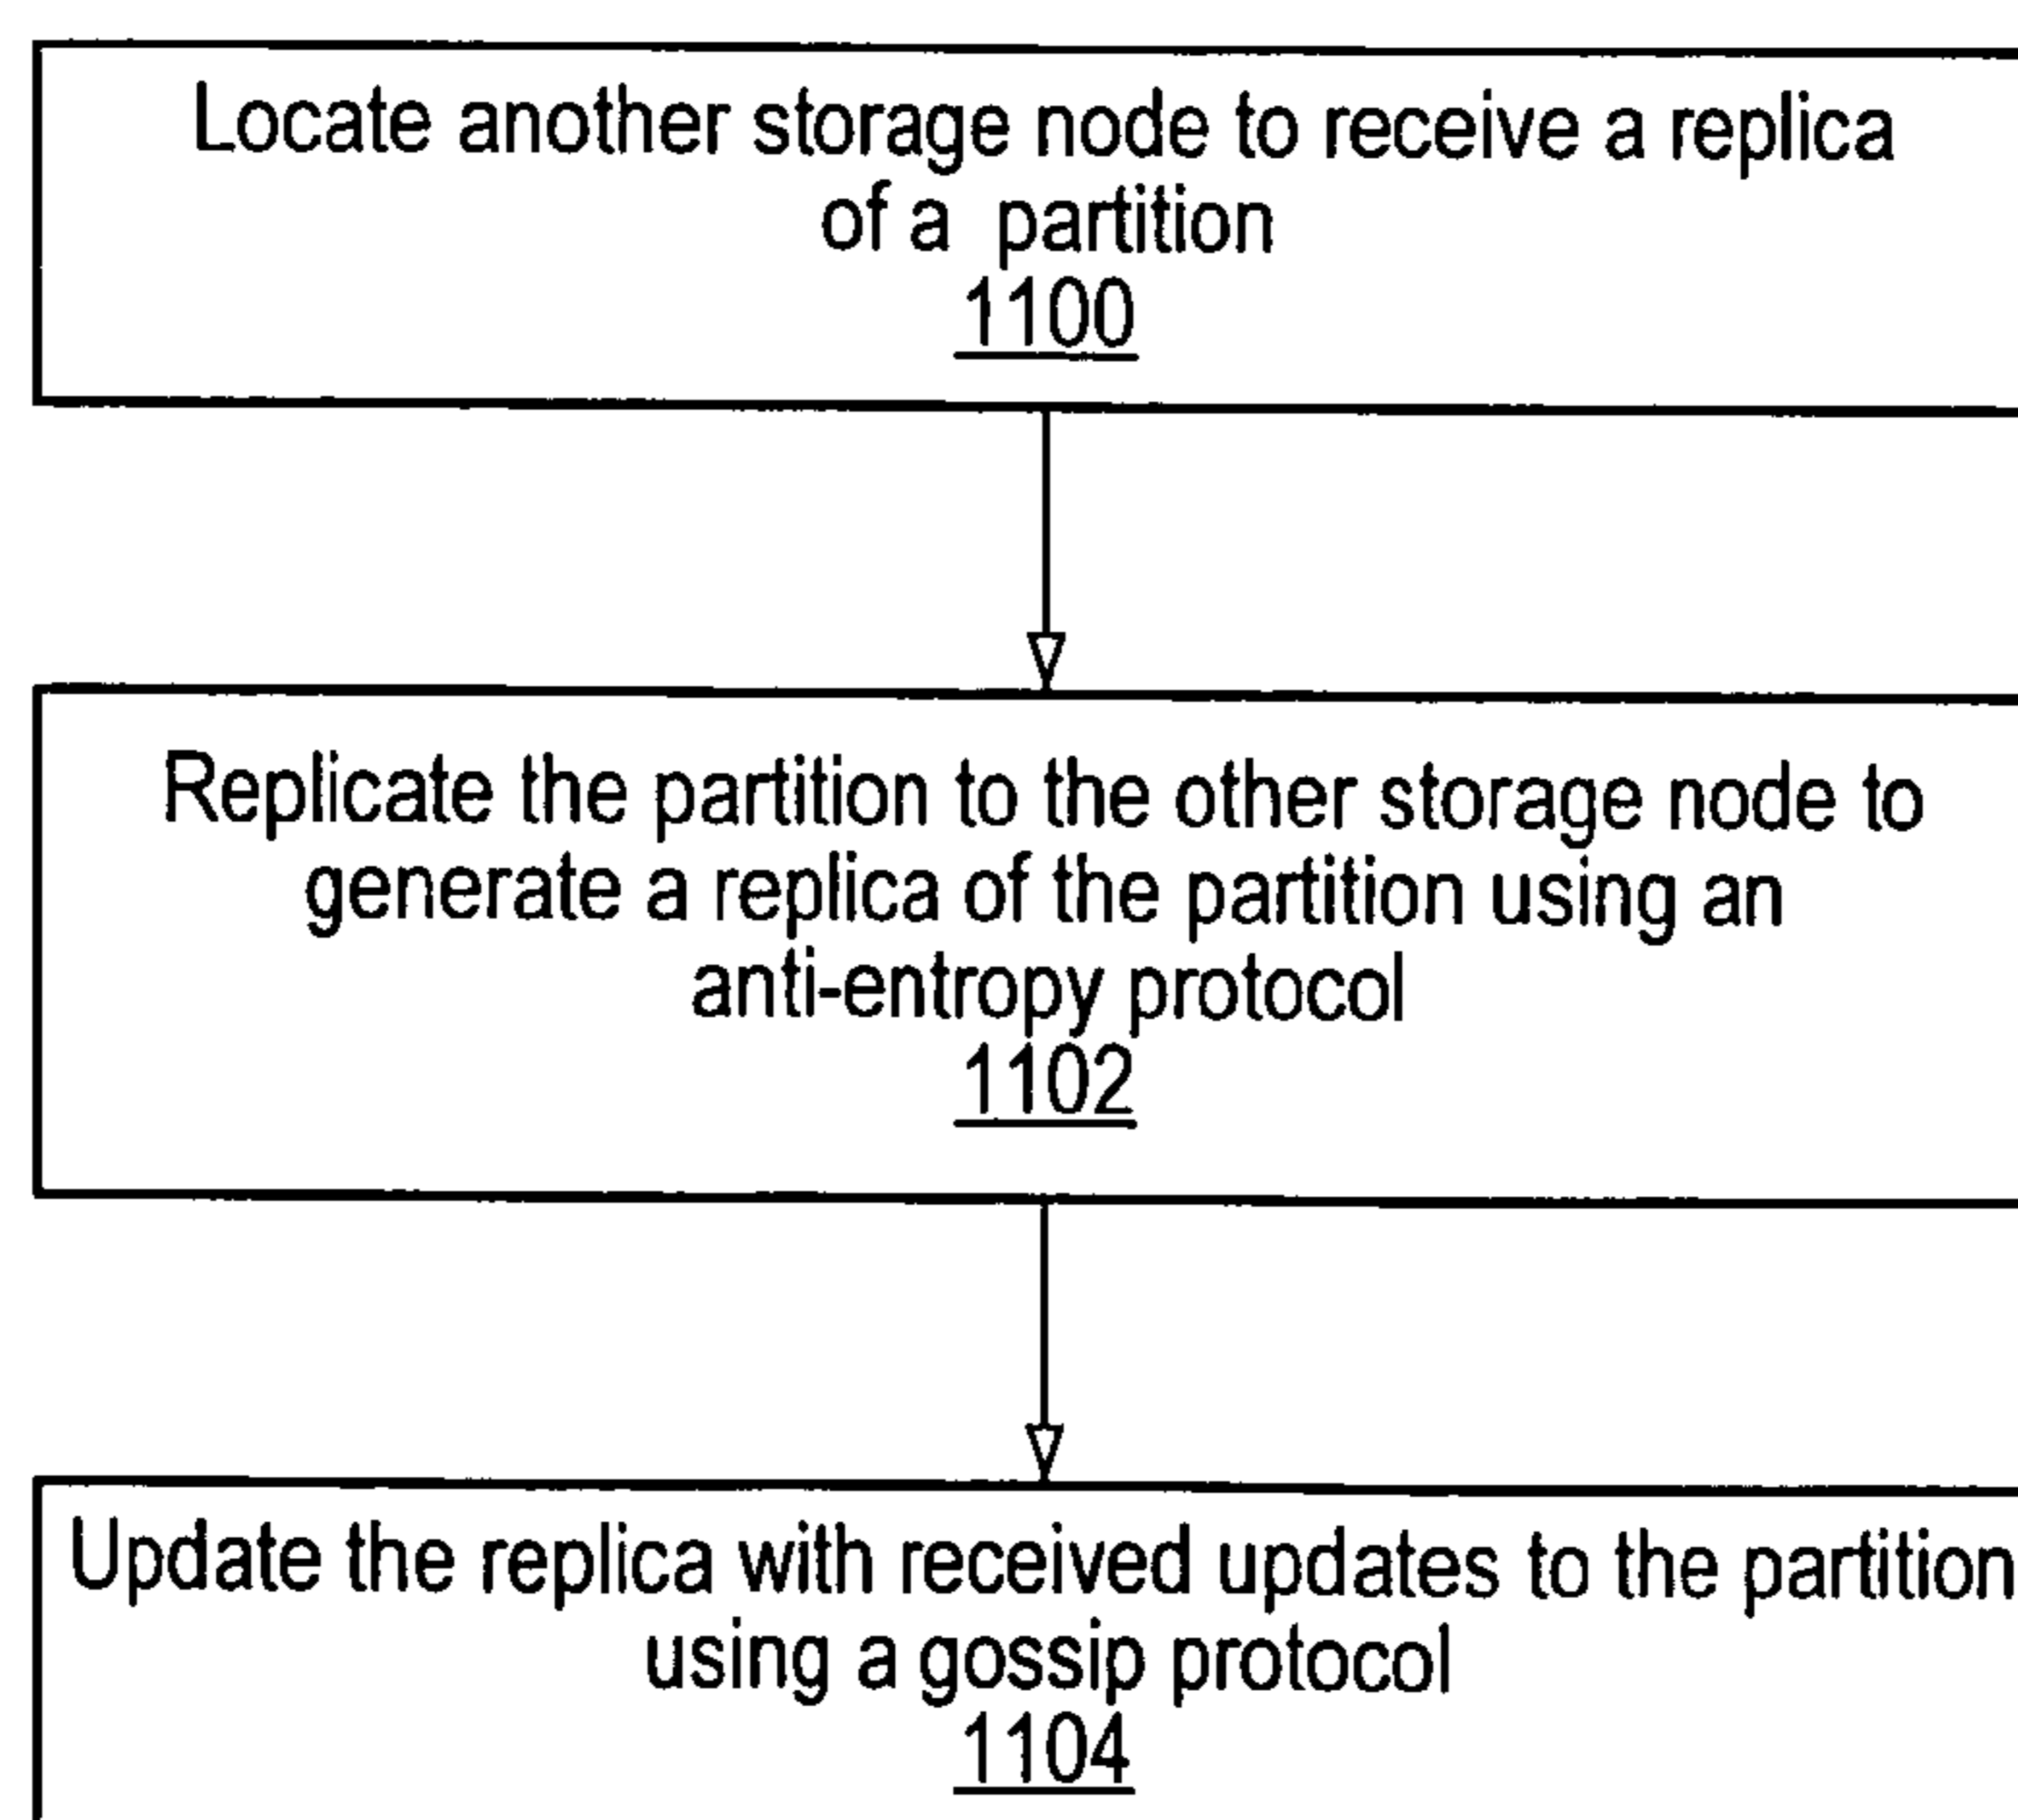 Locate another storage node to receive a replica
of a partition
1100
Replicate the partition to the other storage node to
generate a replica of the partition using an
anti-entropy protocol
1102
Update the replica with received updates to the partition
using a gossip protocol
1104